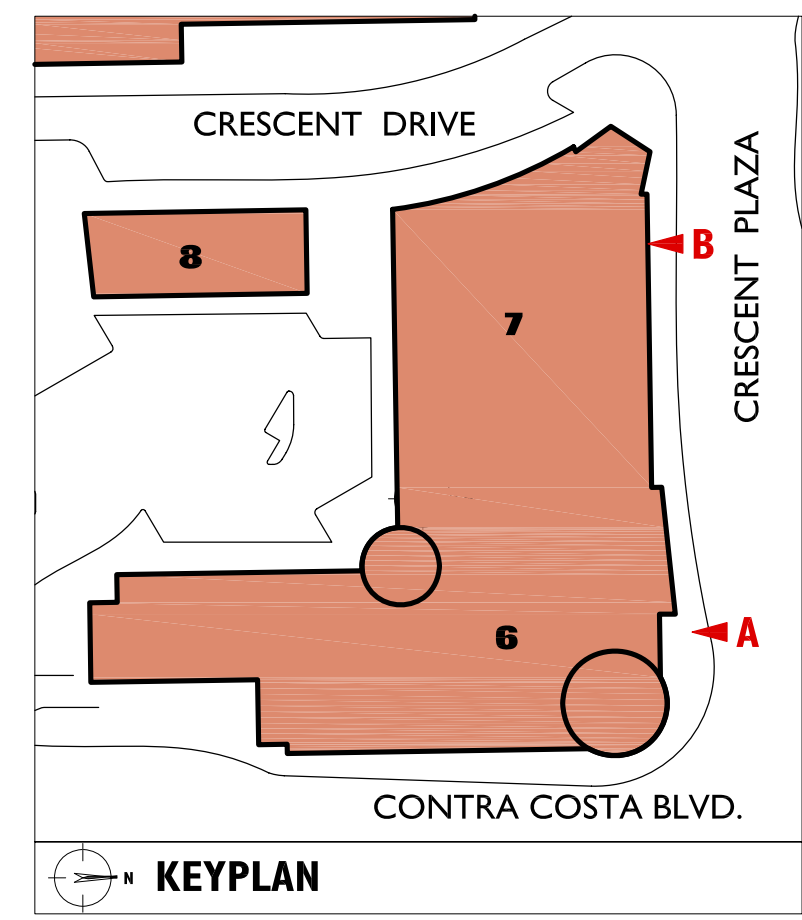 CRESCENT DRIVE
CRESCENT PLAZA
8
B
7
6
A
CONTRA COSTA BLVD.
N KEYPLAN